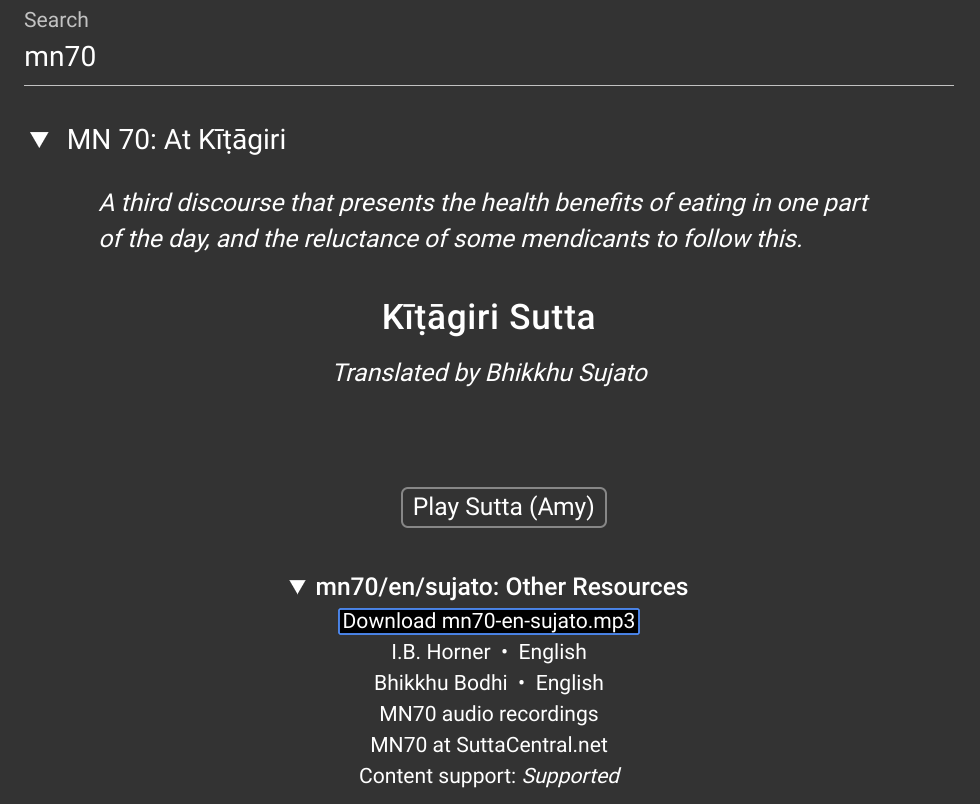 Search
mn70
▼ MN 70: At Kīṭāgiri
A third discourse that presents the health benefits of eating in one part
of the day, and the reluctance of some mendicants to follow this.
Kīṭāgiri Sutta
Translated by Bhikkhu Sujato
Play Sutta (Amy)
▼ mn70/en/sujato: Other Resources
Download mn70-en-sujato.mp3
I.B. Horner • English
Bhikkhu Bodhi • English
MN70 audio recordings
MN70 at SuttaCentral.net
Content support: Supported